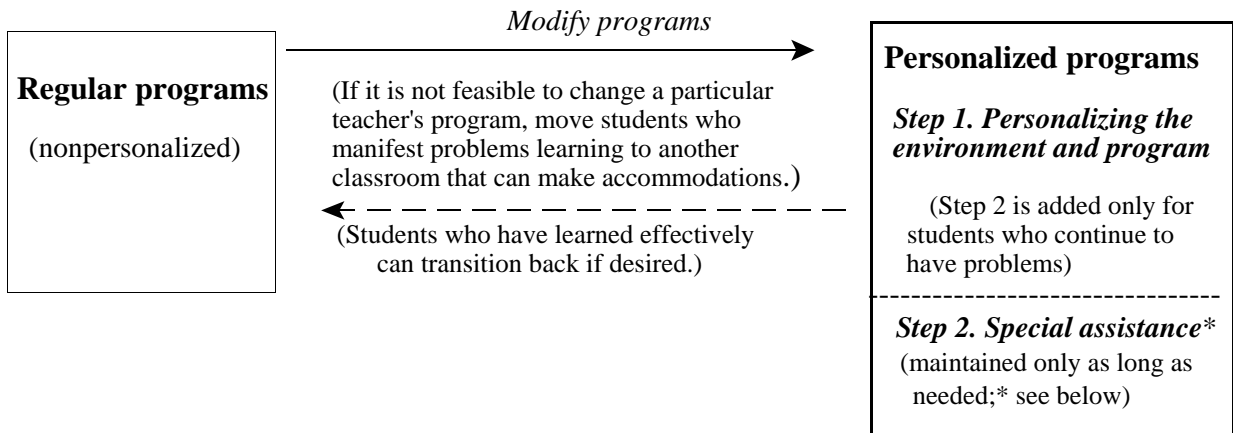 Modify programs
Regular programs
(nonpersonalized)
(If it is not feasible to change a particular
teacher's program, move students who
manifest problems learning to another
classroom that can make accommodations.)
(Students who have learned effectively
can transition back if desired.)
Personalized programs
Step 1. Personalizing the
environment and program
(Step 2 is added only for
students who continue to
have problems)
Step 2. Special assistance*
(maintained only as long as
needed;* see below)